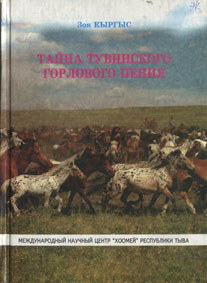 Зоя КЫРГЫС
ТАЙНА ТУВИНСКОГО
ГОРЛОВОГО ПЕНИЯ
МЕЖДУНАРОДНЫЙ НАУЧНЫЙ ЦЕНТР "ХООМЕЙ" РЕСПУБЛИКИ ТЫВА